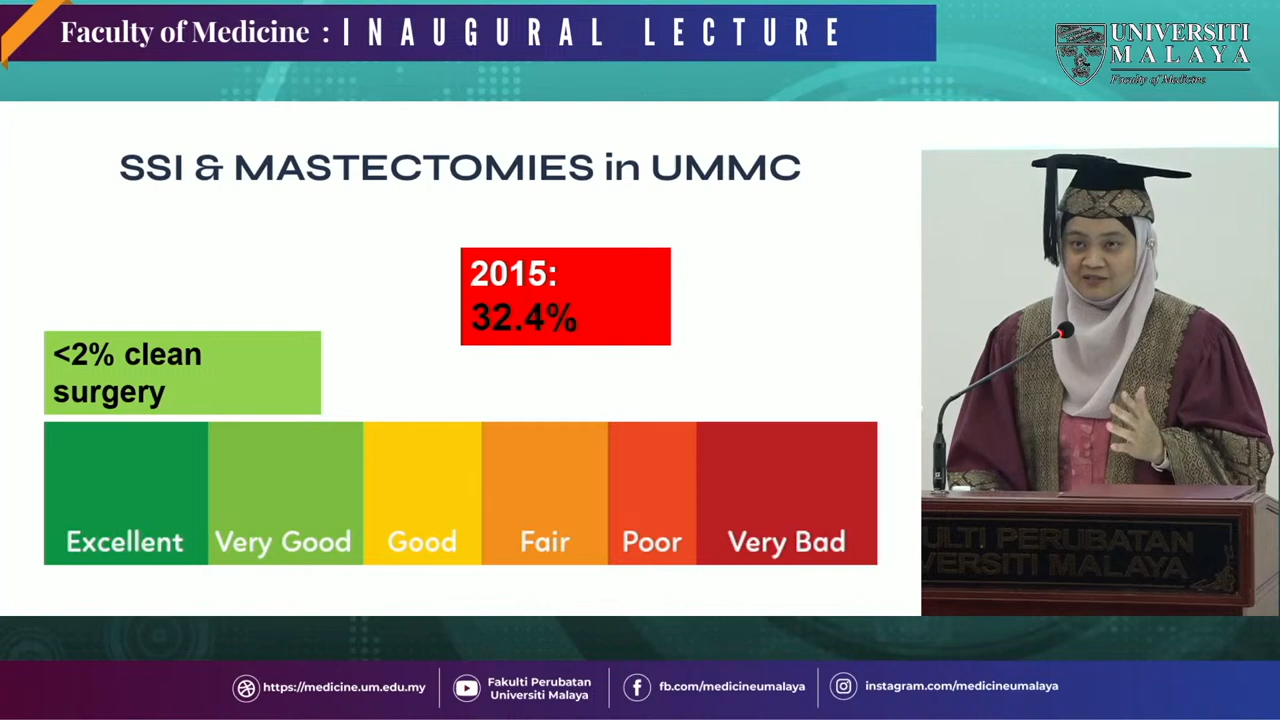 Faculty of Medicine : INAUGURAL LECTURE
UNIVERSITI
MALAYA
Faculty of Medicine
SSI & MASTECTOMIES in UMMC
2015:
32.4%
<2% clean
surgery
Excellent
Very Good
Good
Fair
Poor
Very Bad
ULTI PERUBATAN
VERSITI MALAYA
https://medicine.um.edu.my
Fakulti Perubatan
Universiti Malaya
fb.com/medicineumalaya
instagram.com/medicineumalaya